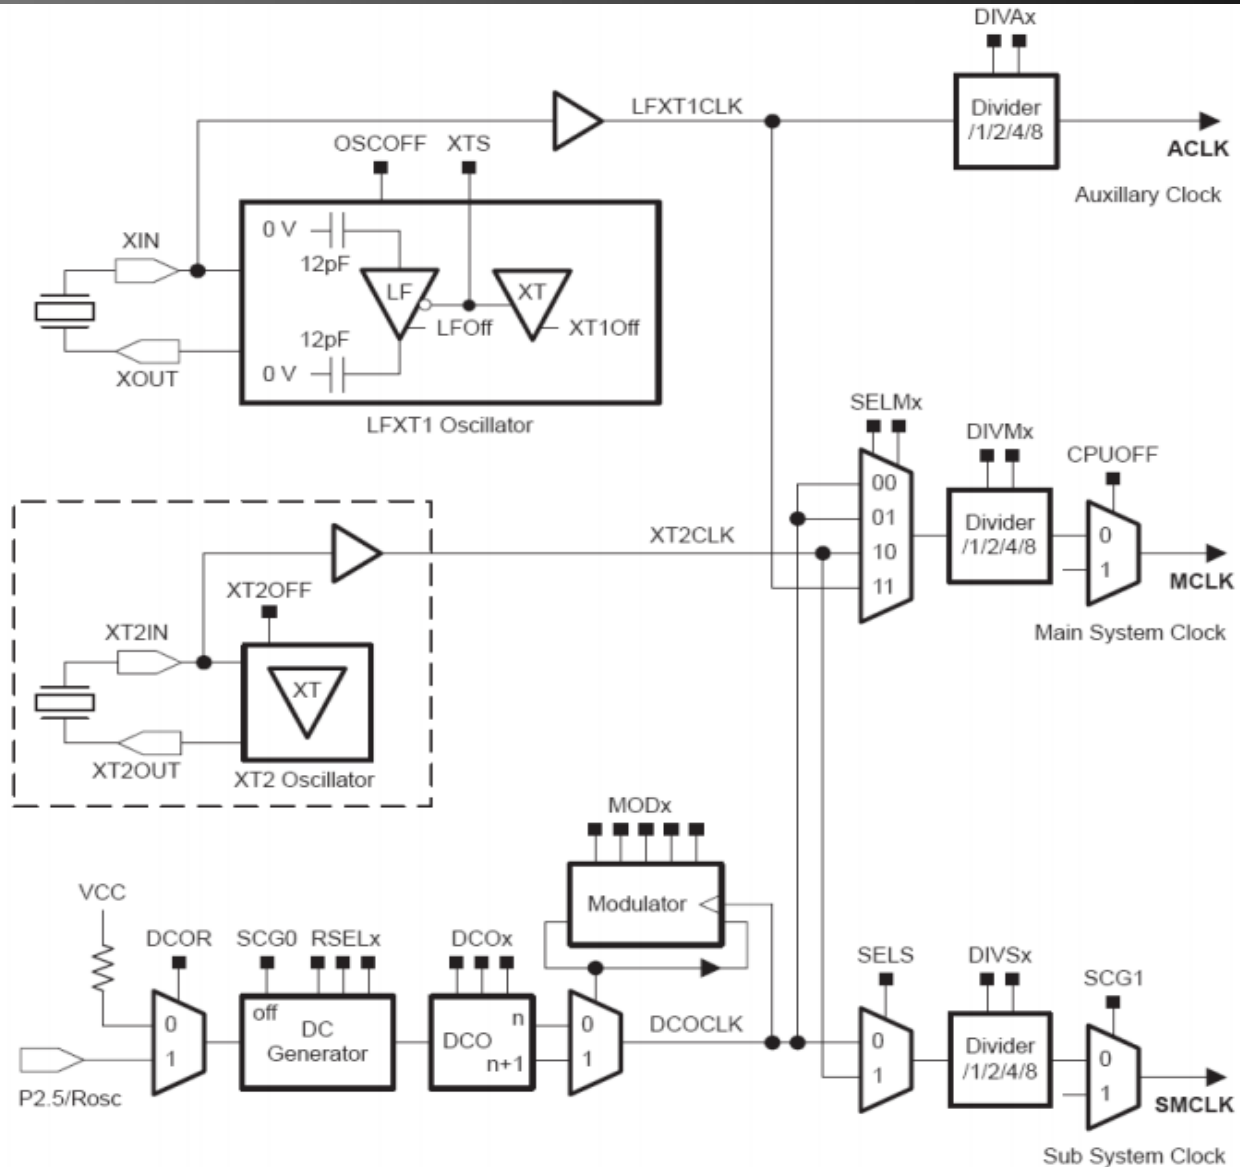 DIVAx
LFXT1CLK
Divider
/1/2/4/8
ACLK
Auxillary Clock
OSCOFF
XTS
XIN
0 V
12pF
LF
XT
LFOff
XT1Off
12pF
0 V
XOUT
LFXT1 Oscillator
SELMx
DIVMx
CPUOFF
00
01
10
11
Divider
/1/2/4/8
0
1
MCLK
Main System Clock
XT2CLK
XT2OFF
XT2IN
XT
XT2OUT
XT2 Oscillator
MODx
Modulator
VCC
DCOR
SCG0
RSELx
DCOx
0
1
off
DC
Generator
DCO
n
n+1
0
1
DCOCLK
P2.5/Rosc
SELS
DIVSx
SCG1
0
1
Divider
/1/2/4/8
0
1
SMCLK
Sub System Clock